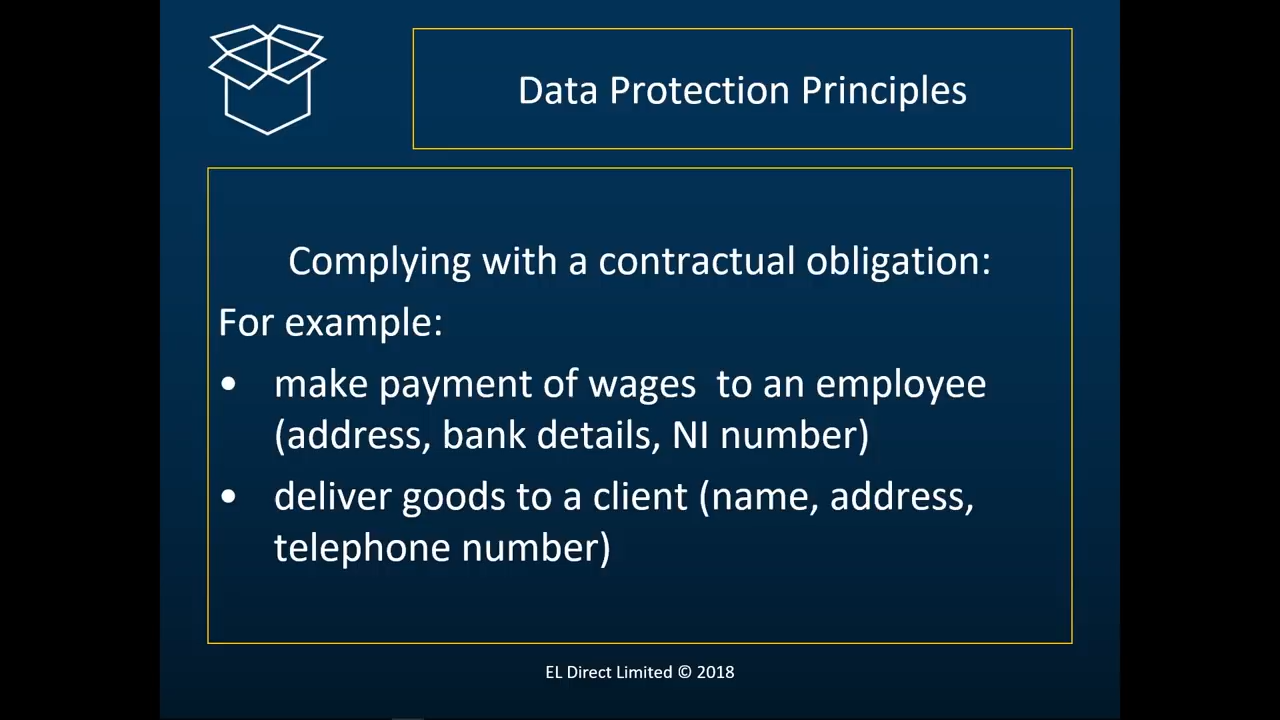 Data Protection Principles
Complying with a contractual obligation:
For example:
• make payment of wages  to an employee
(address, bank details, NI number)
• deliver goods to a client (name, address,
telephone number)
EL Direct Limited © 2018